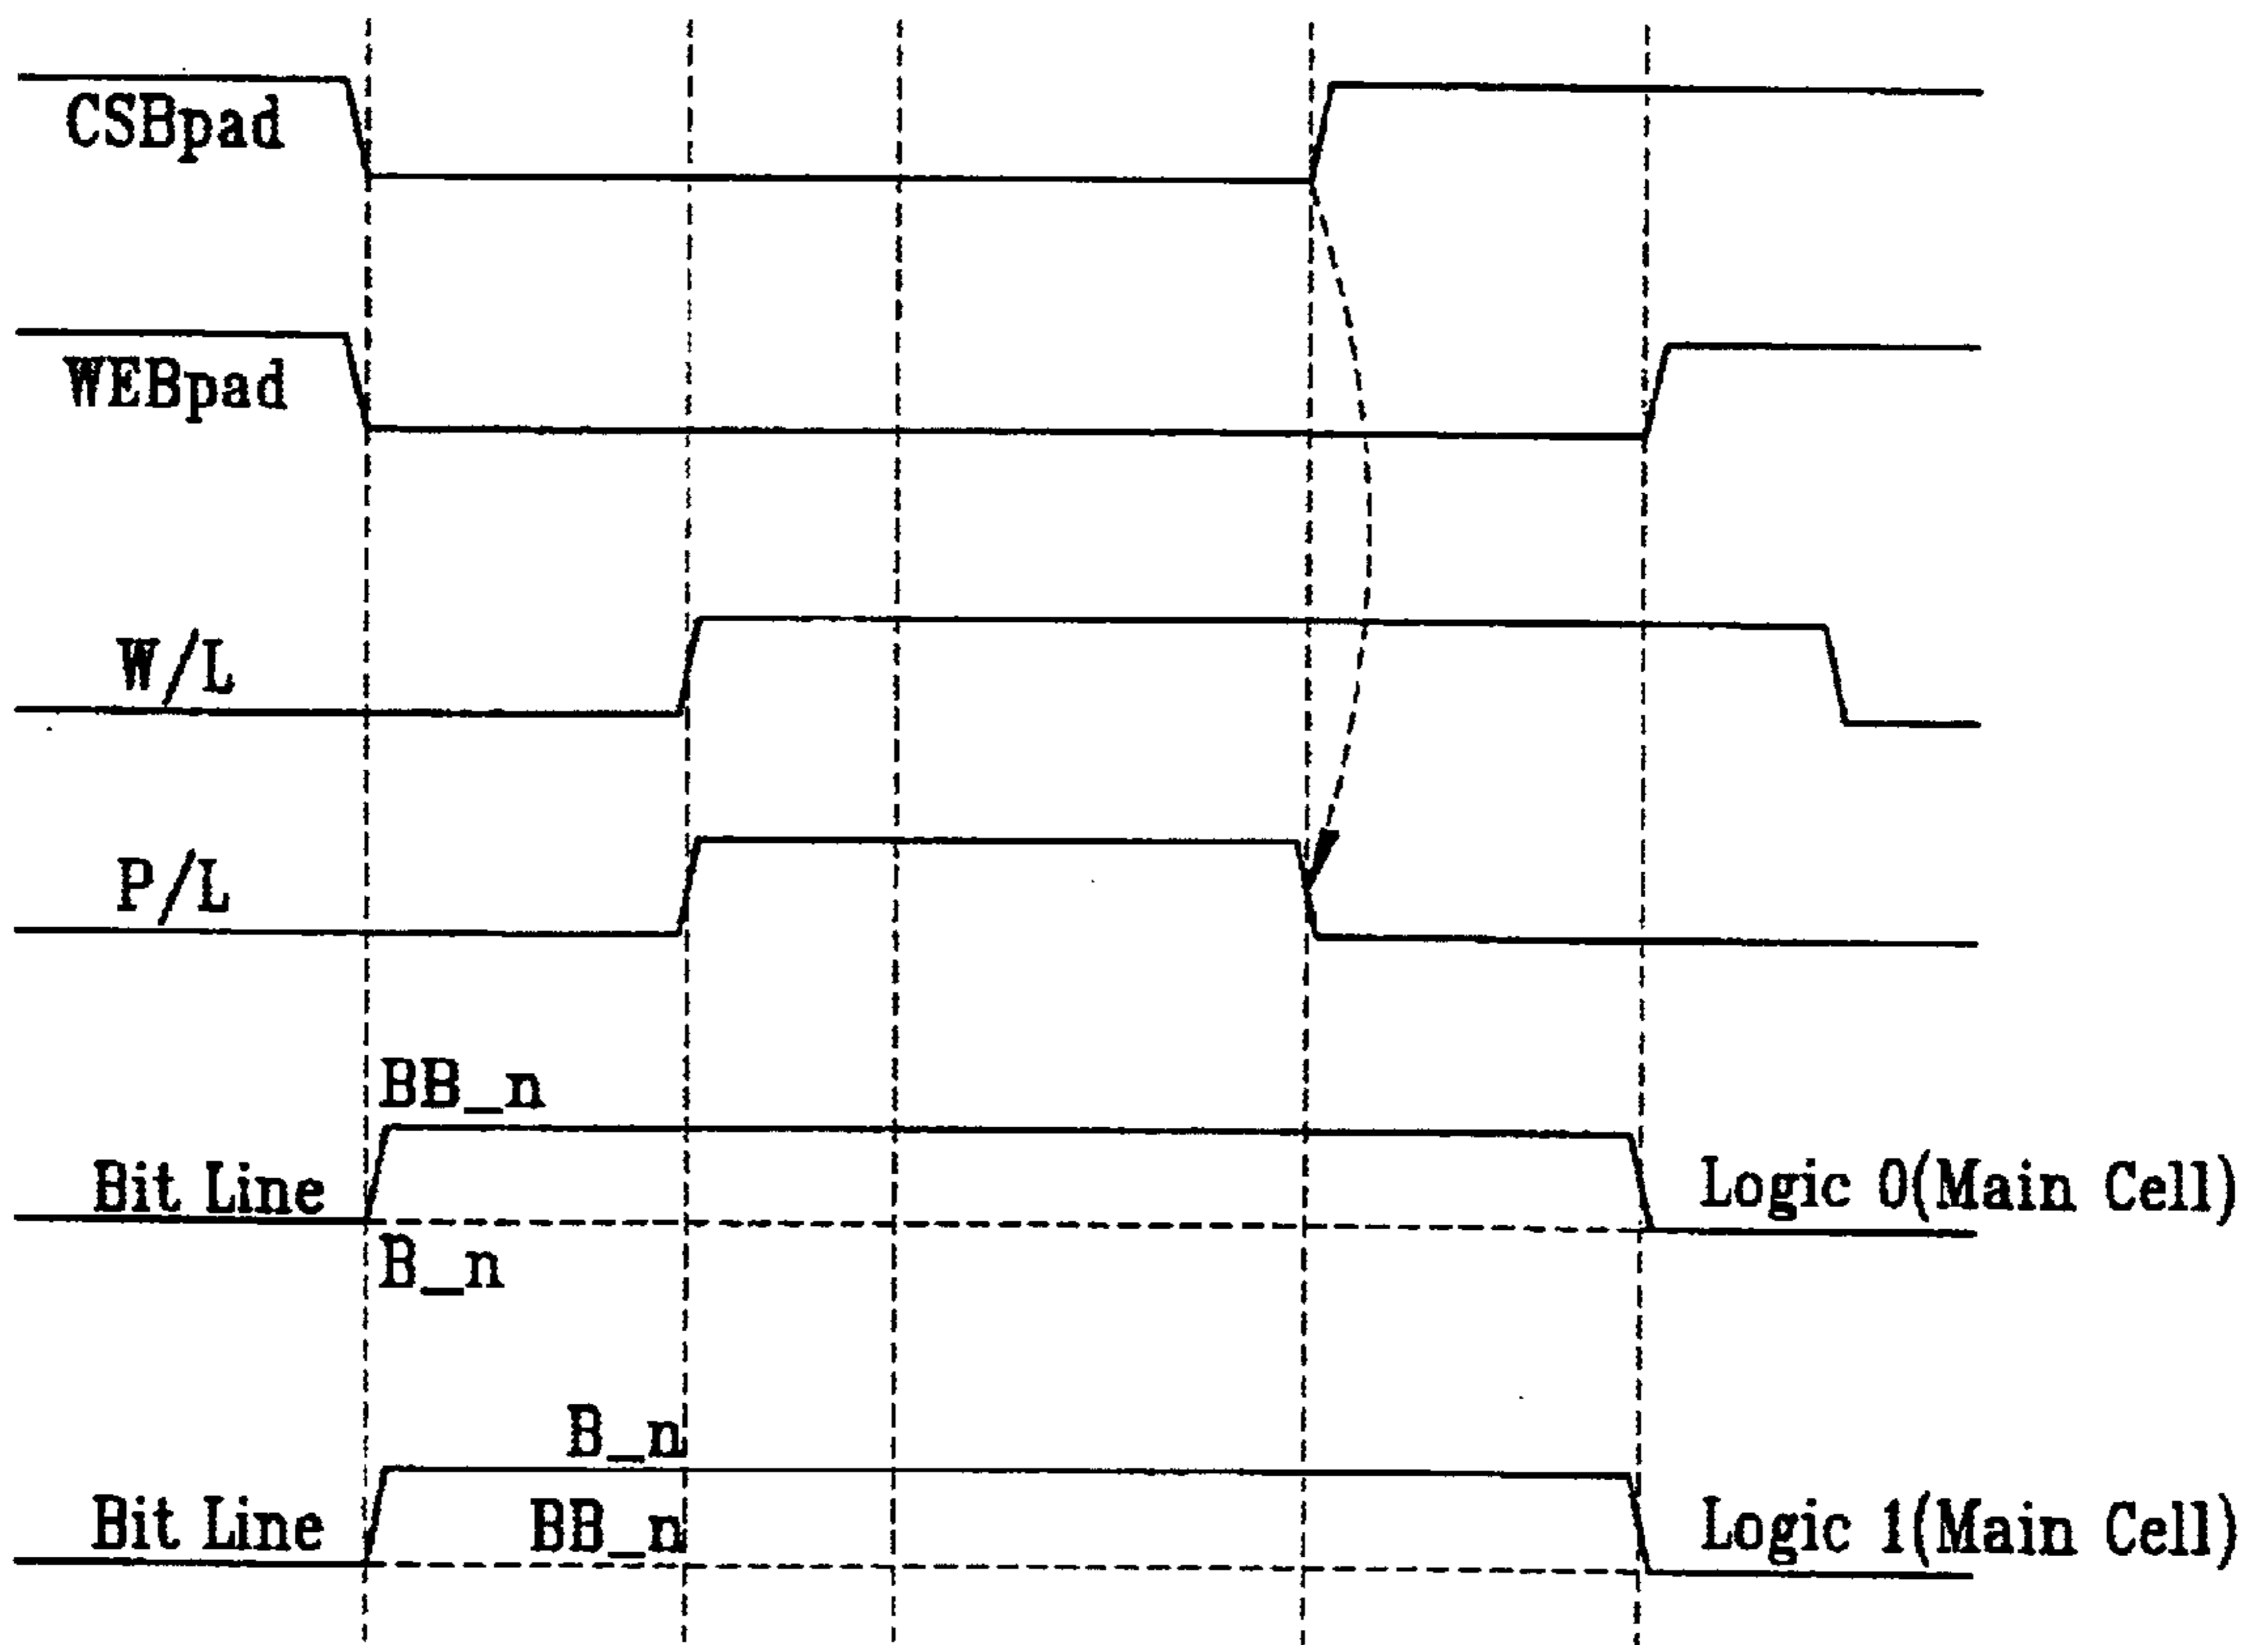 CSBpad
WEBpad
W/L
P/L
BB_n
Bit Line
Logic 0(Main Cell)
B_n
B_n
Bit Line
BB_n
Logic 1(Main Cell)